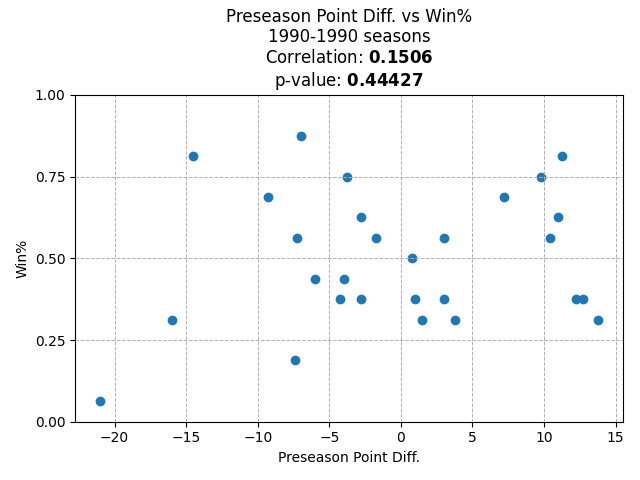 Preseason Point Diff. vs Win%
1990-1990 seasons
Correlation: 0.1506
p-value: 0.44427
1.00
0.75
0.50
0.25
0.00
Win%
−20
−15
−10
−5
0
5
10
15
Preseason Point Diff.